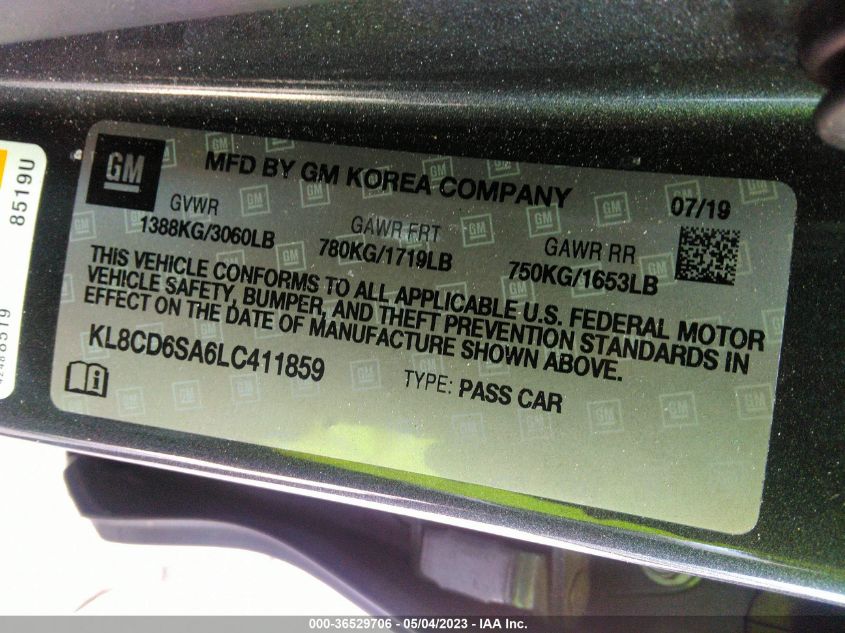 GM
MFD BY GM KOREA COMPANY
07/19
GVWR
1388KG/3060LB
GAWR FRT
780KG/1719LB
GAWR RR
750KG/1653LB
THIS VEHICLE CONFORMS TO ALL APPLICABLE U.S. FEDERAL MOTOR
VEHICLE SAFETY, BUMPER, AND THEFT PREVENTION STANDARDS IN
EFFECT ON THE DATE OF MANUFACTURE SHOWN ABOVE.
KL8CD6SA6LC411859
TYPE: PASS CAR
8519U
42488519
000-36529706 - 05/04/2023 - IAA Inc.